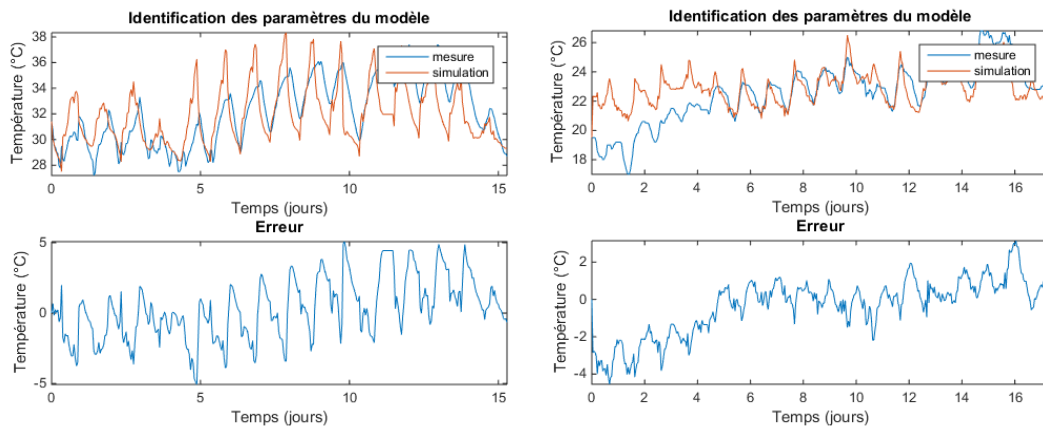 Identification des paramètres du modèle
38
36
34
32
30
28
Température (°C)
mesure
simulation
0
5
10
15
Temps (jours)
Erreur
5
0
-5
Température (°C)
0
5
10
15
Temps (jours)
Identification des paramètres du modèle
26
24
22
20
18
Température (°C)
mesure
simulation
0
2
4
6
8
10
12
14
16
Temps (jours)
Erreur
2
0
-2
-4
Température (°C)
0
2
4
6
8
10
12
14
16
Temps (jours)